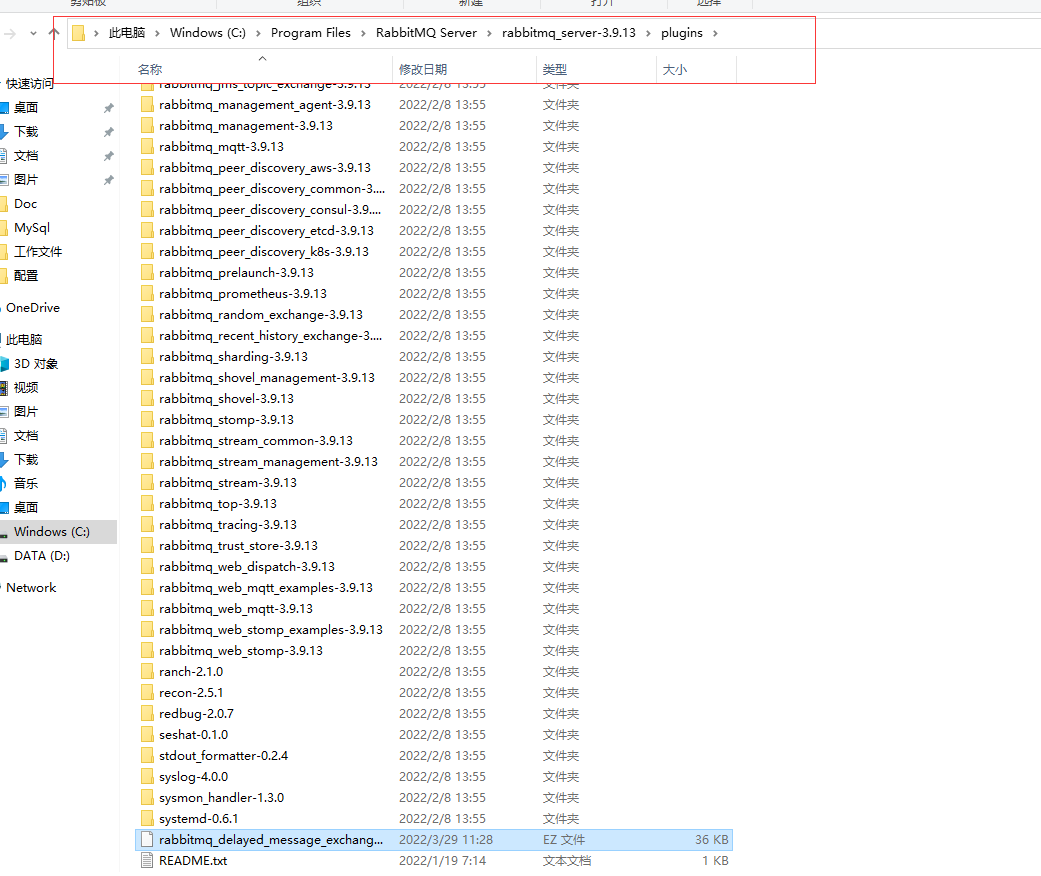 剪贴板 组织 新建 打开 选择
此电脑 Windows (C:) Program Files RabbitMQ Server rabbitmq_server-3.9.13 plugins
名称 修改日期 类型 大小
快速访问
桌面
下载
文档
图片
Doc
MySql
工作文件
配置
OneDrive
此电脑
3D 对象
视频
图片
文档
下载
音乐
桌面
Windows (C:)
DATA (D:)
Network
rabbitmq_jms_topic_exchange-3.9.13 2022/2/8 13:55 文件夹
rabbitmq_management_agent-3.9.13 2022/2/8 13:55 文件夹
rabbitmq_management-3.9.13 2022/2/8 13:55 文件夹
rabbitmq_mqtt-3.9.13 2022/2/8 13:55 文件夹
rabbitmq_peer_discovery_aws-3.9.13 2022/2/8 13:55 文件夹
rabbitmq_peer_discovery_common-3.... 2022/2/8 13:55 文件夹
rabbitmq_peer_discovery_consul-3.9.... 2022/2/8 13:55 文件夹
rabbitmq_peer_discovery_etcd-3.9.13 2022/2/8 13:55 文件夹
rabbitmq_peer_discovery_k8s-3.9.13 2022/2/8 13:55 文件夹
rabbitmq_prelaunch-3.9.13 2022/2/8 13:55 文件夹
rabbitmq_prometheus-3.9.13 2022/2/8 13:55 文件夹
rabbitmq_random_exchange-3.9.13 2022/2/8 13:55 文件夹
rabbitmq_recent_history_exchange-3.... 2022/2/8 13:55 文件夹
rabbitmq_sharding-3.9.13 2022/2/8 13:55 文件夹
rabbitmq_shovel_management-3.9.13 2022/2/8 13:55 文件夹
rabbitmq_shovel-3.9.13 2022/2/8 13:55 文件夹
rabbitmq_stomp-3.9.13 2022/2/8 13:55 文件夹
rabbitmq_stream_common-3.9.13 2022/2/8 13:55 文件夹
rabbitmq_stream_management-3.9.13 2022/2/8 13:55 文件夹
rabbitmq_stream-3.9.13 2022/2/8 13:55 文件夹
rabbitmq_top-3.9.13 2022/2/8 13:55 文件夹
rabbitmq_tracing-3.9.13 2022/2/8 13:55 文件夹
rabbitmq_trust_store-3.9.13 2022/2/8 13:55 文件夹
rabbitmq_web_dispatch-3.9.13 2022/2/8 13:55 文件夹
rabbitmq_web_mqtt_examples-3.9.13 2022/2/8 13:55 文件夹
rabbitmq_web_mqtt-3.9.13 2022/2/8 13:55 文件夹
rabbitmq_web_stomp_examples-3.9.13 2022/2/8 13:55 文件夹
rabbitmq_web_stomp-3.9.13 2022/2/8 13:55 文件夹
ranch-2.1.0 2022/2/8 13:55 文件夹
recon-2.5.1 2022/2/8 13:55 文件夹
redbug-2.0.7 2022/2/8 13:55 文件夹
seshat-0.1.0 2022/2/8 13:55 文件夹
stdout_formatter-0.2.4 2022/2/8 13:55 文件夹
syslog-4.0.0 2022/2/8 13:55 文件夹
sysmon_handler-1.3.0 2022/2/8 13:55 文件夹
systemd-0.6.1 2022/2/8 13:55 文件夹
rabbitmq_delayed_message_exchang... 2022/3/29 11:28 EZ 文件 36 KB
README.txt 2022/1/19 7:14 文本文档 1 KB